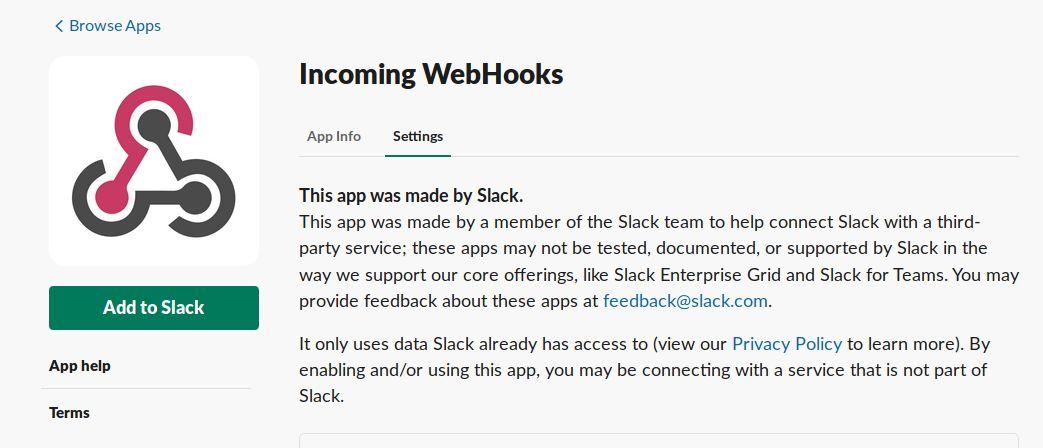 Browse Apps
Incoming WebHooks
App Info
Settings
This app was made by Slack.
This app was made by a member of the Slack team to help connect Slack with a third-
party service; these apps may not be tested, documented, or supported by Slack in the
way we support our core offerings, like Slack Enterprise Grid and Slack for Teams. You may
provide feedback about these apps at feedback@slack.com.
Add to Slack
It only uses data Slack already has access to (view our Privacy Policy to learn more). By
enabling and/or using this app, you may be connecting with a service that is not part of
Slack.
App help
Terms